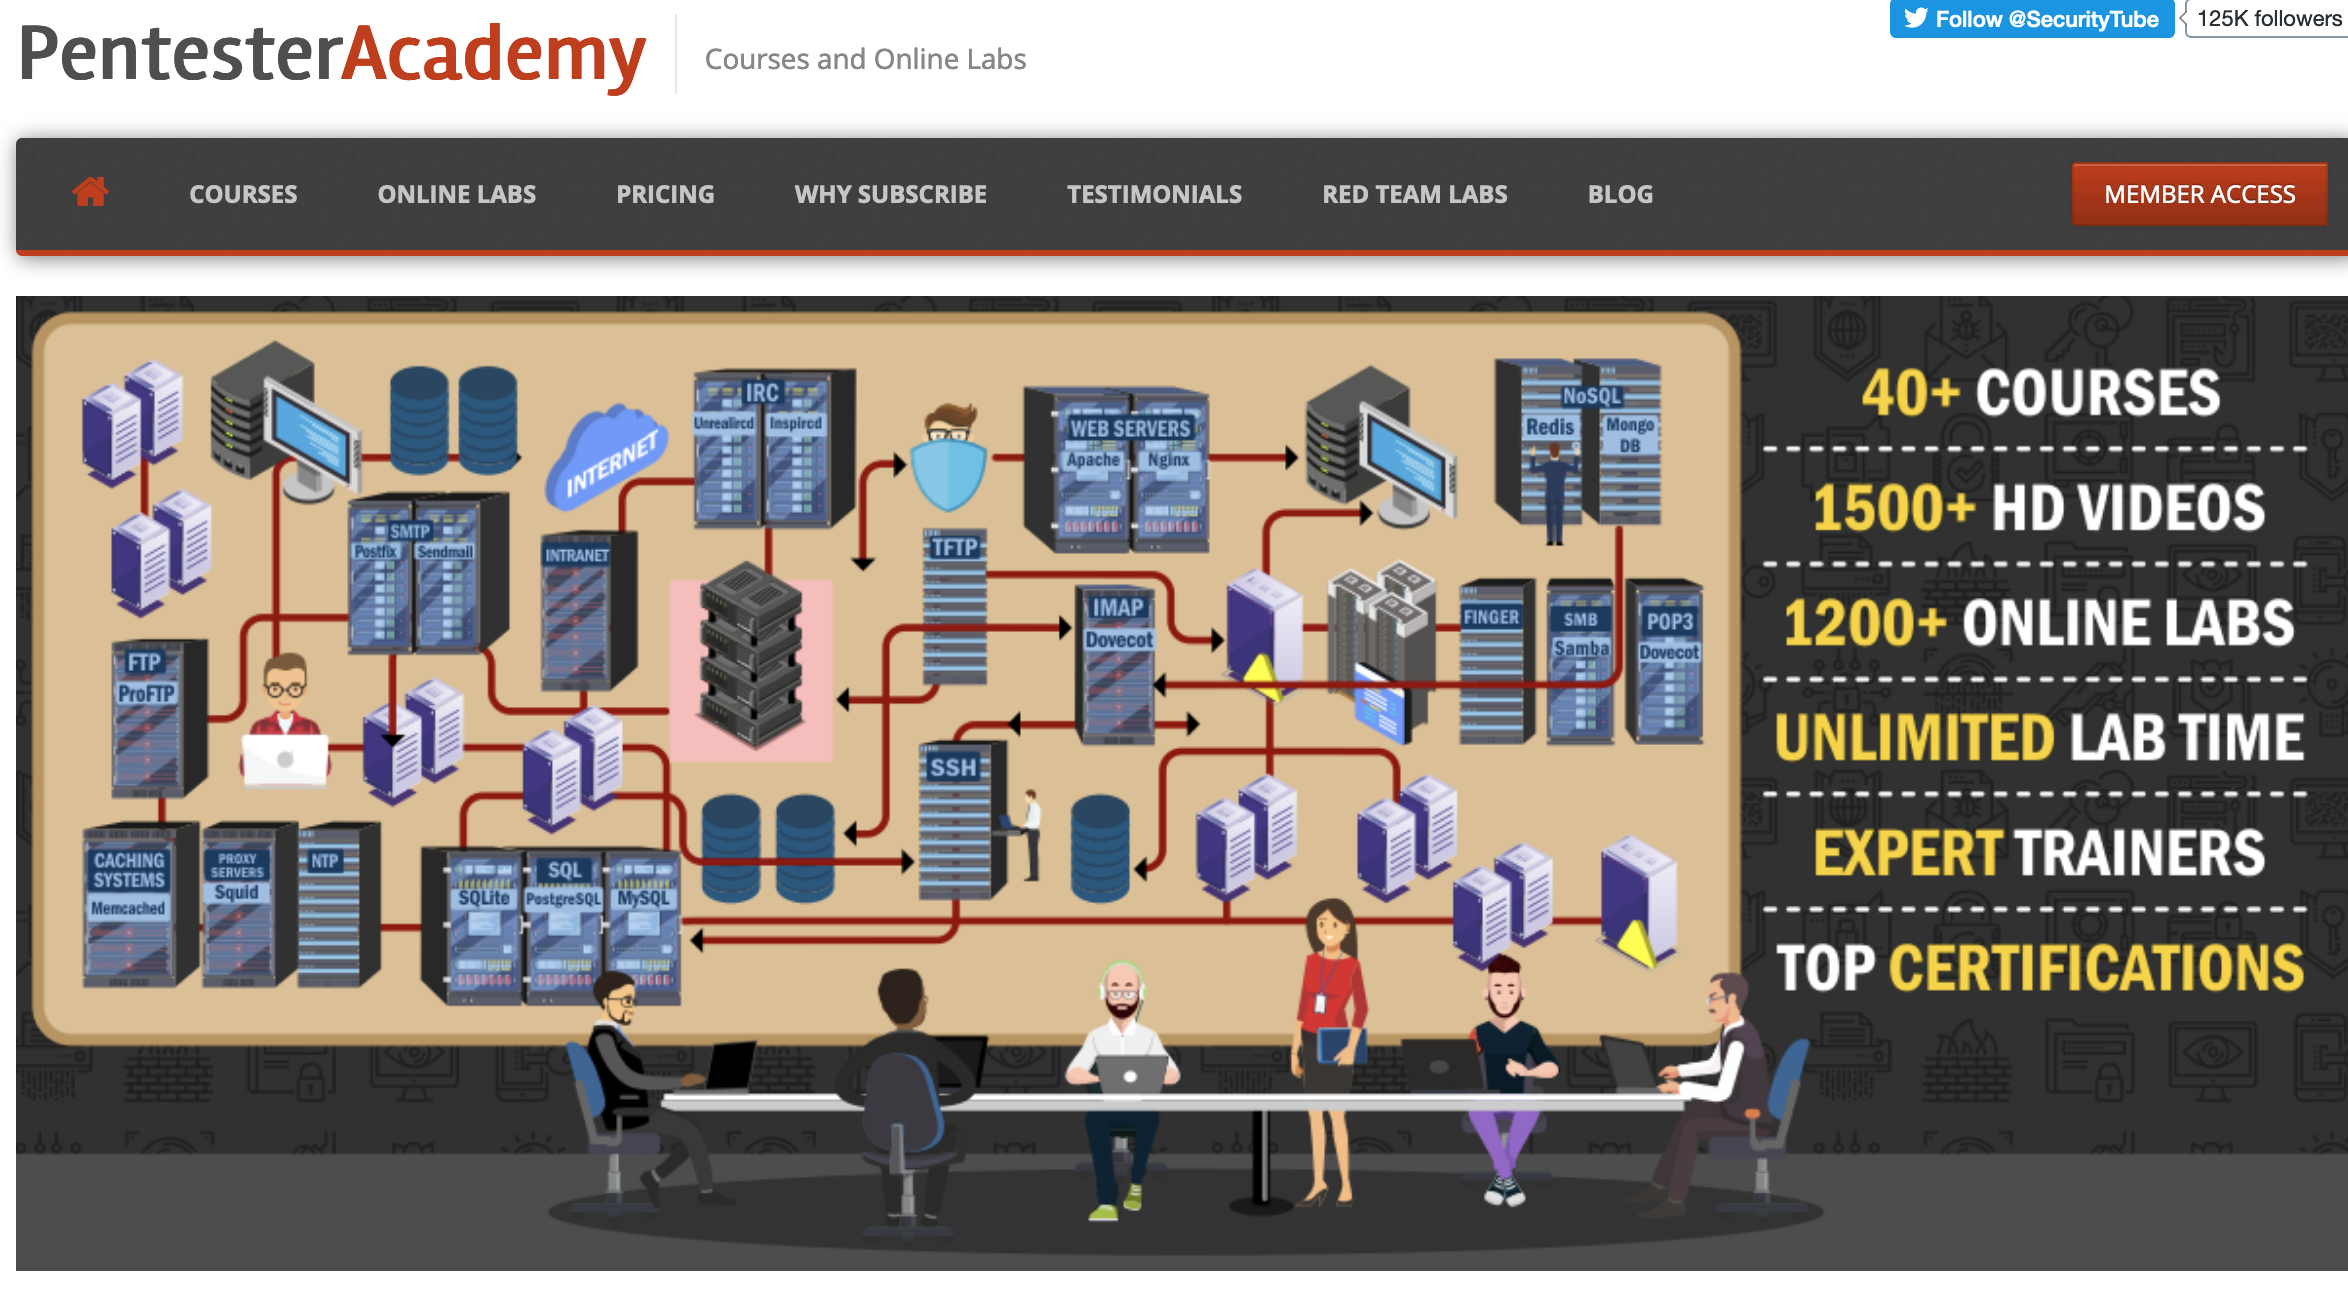 PentesterAcademy
Courses and Online Labs
Follow @SecurityTube
125K followers
COURSES
ONLINE LABS
PRICING
WHY SUBSCRIBE
TESTIMONIALS
RED TEAM LABS
BLOG
MEMBER ACCESS
INTERNET
IRC
Unrealircd
Inspircd
WEB SERVERS
Apache
Nginx
NoSQL
Redis
Mongo
DB
SMTP
Postfix
Sendmail
INTRANET
TFTP
IMAP
Dovecot
FINGER
SMB
Samba
POP3
Dovecot
FTP
ProFTP
SSH
CACHING
SYSTEMS
Memcached
PROXY
SERVERS
Squid
NTP
SQL
SQLite
PostgreSQL
MySQL
40+ COURSES
1500+ HD VIDEOS
1200+ ONLINE LABS
UNLIMITED LAB TIME
EXPERT TRAINERS
TOP CERTIFICATIONS